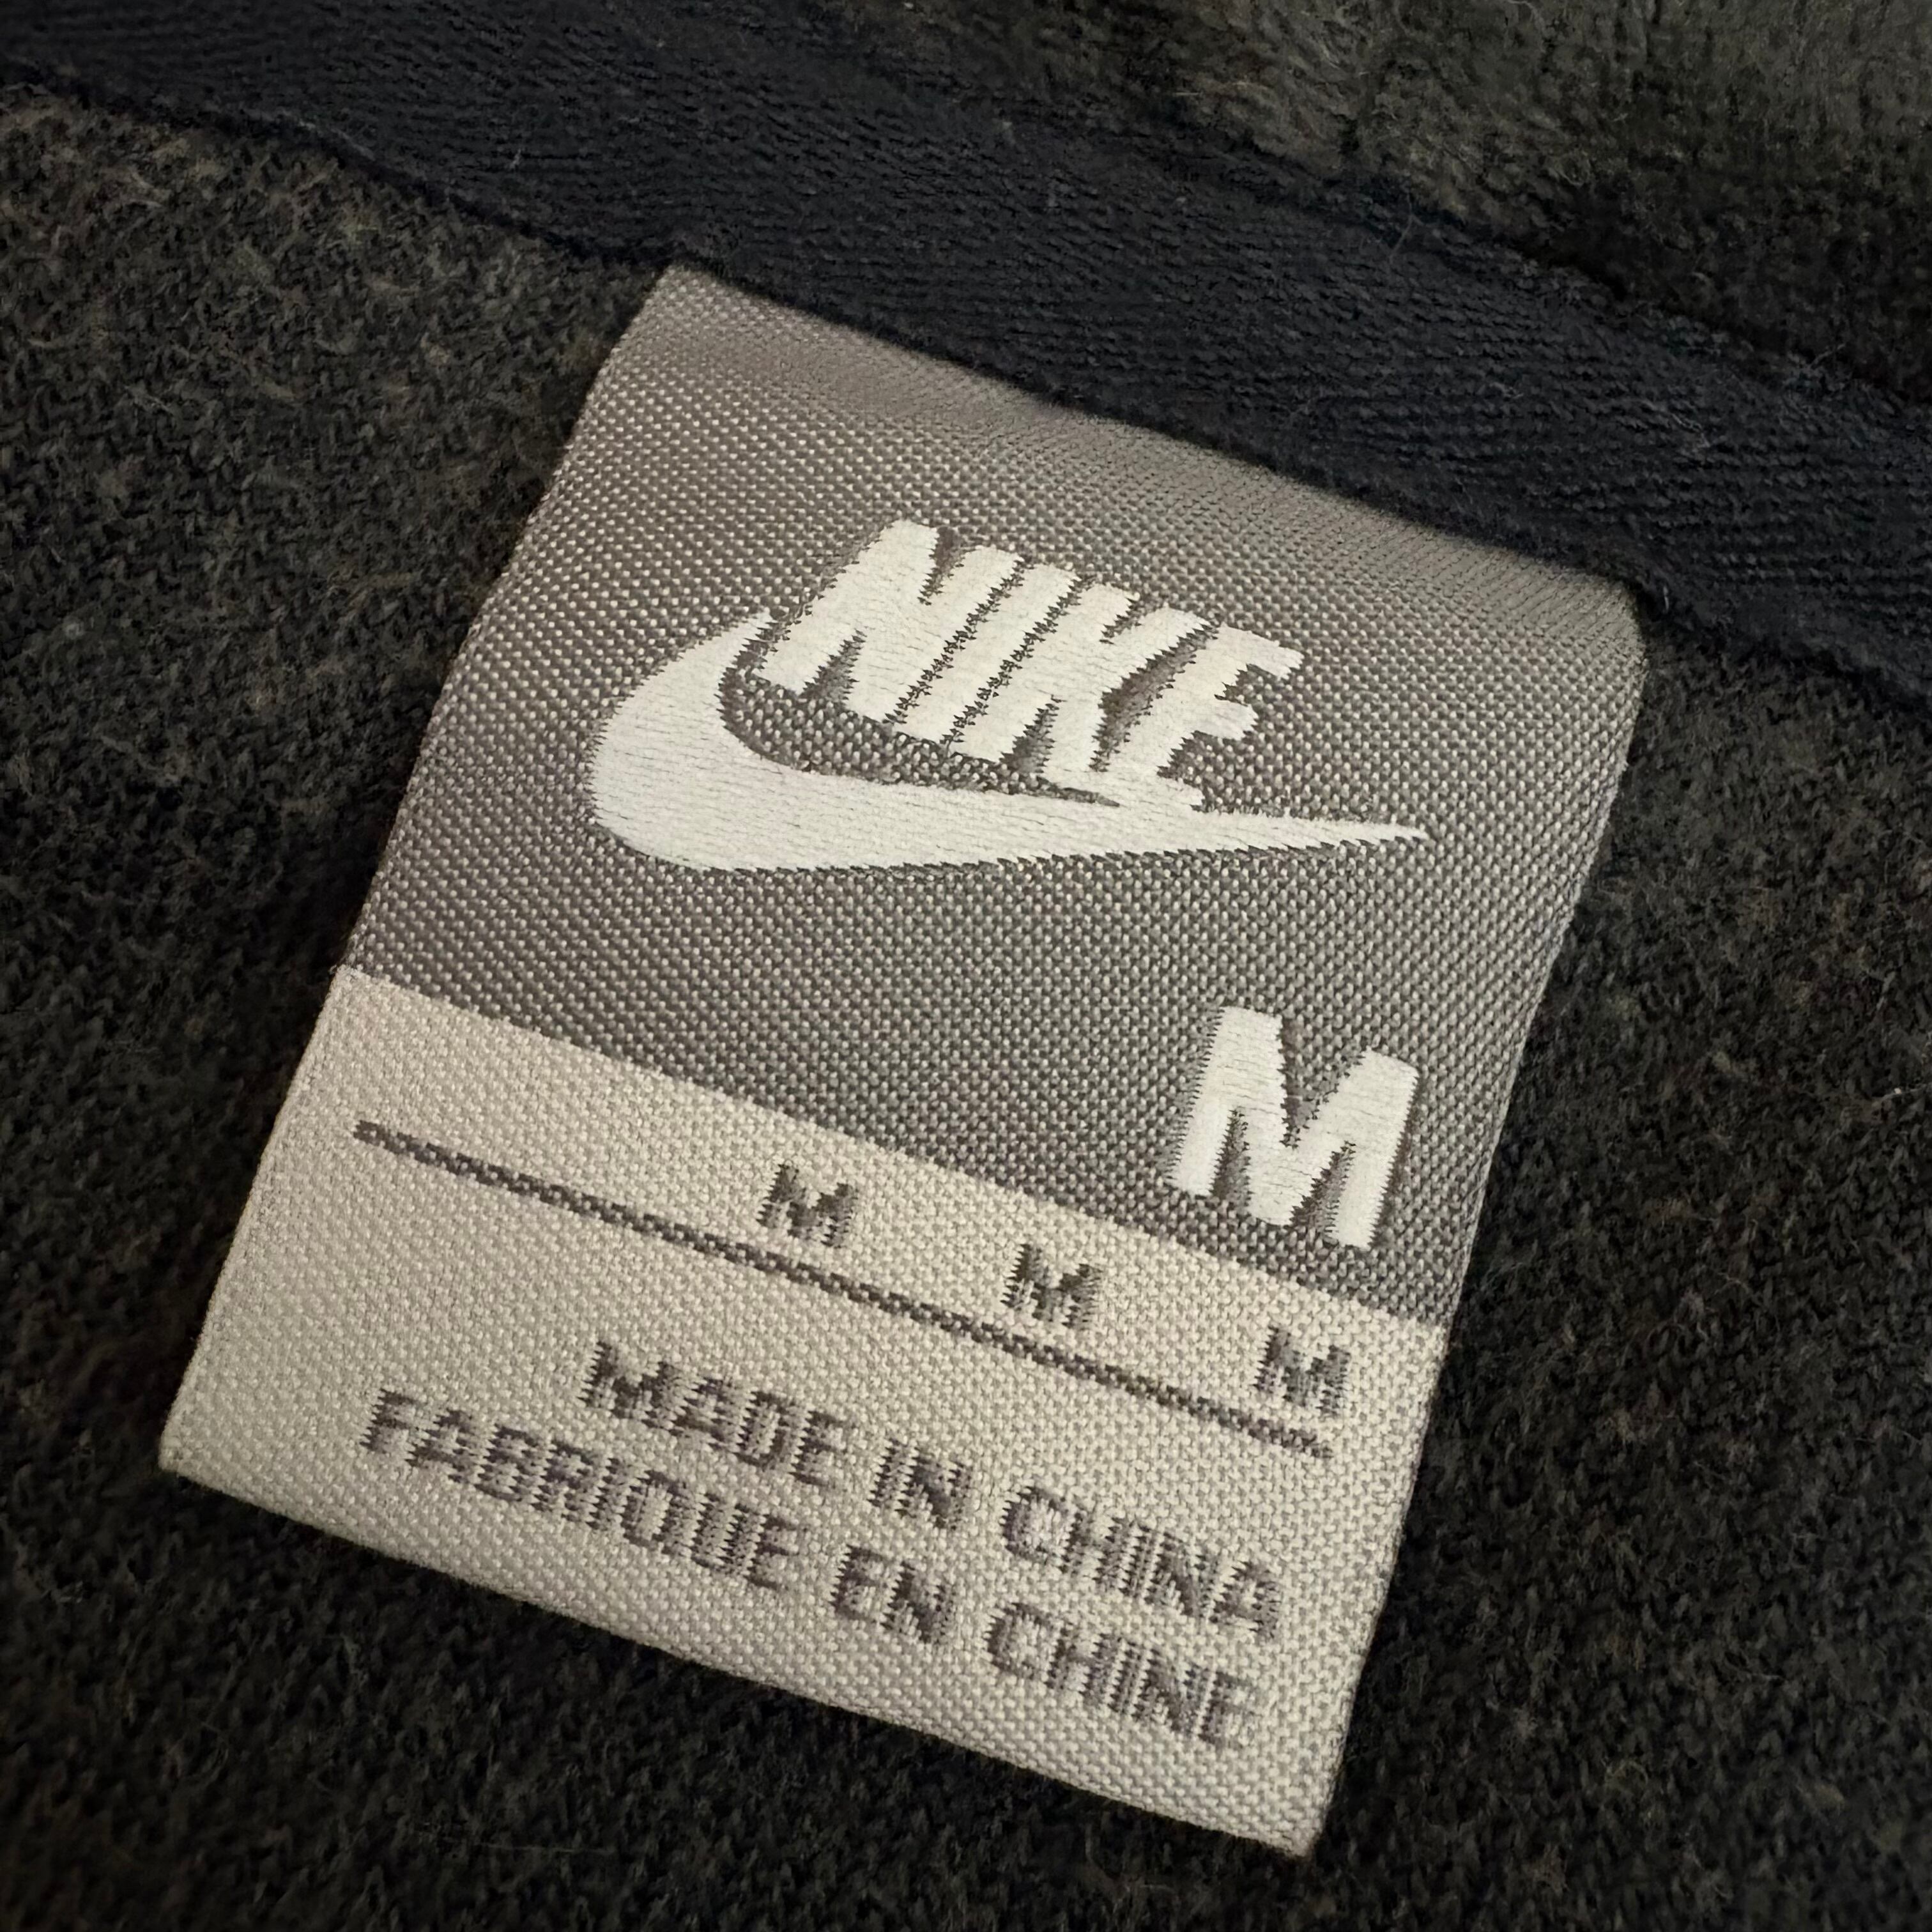 NIKE
M
M M M
MADE IN CHINA
FABRIQUE EN CHINE